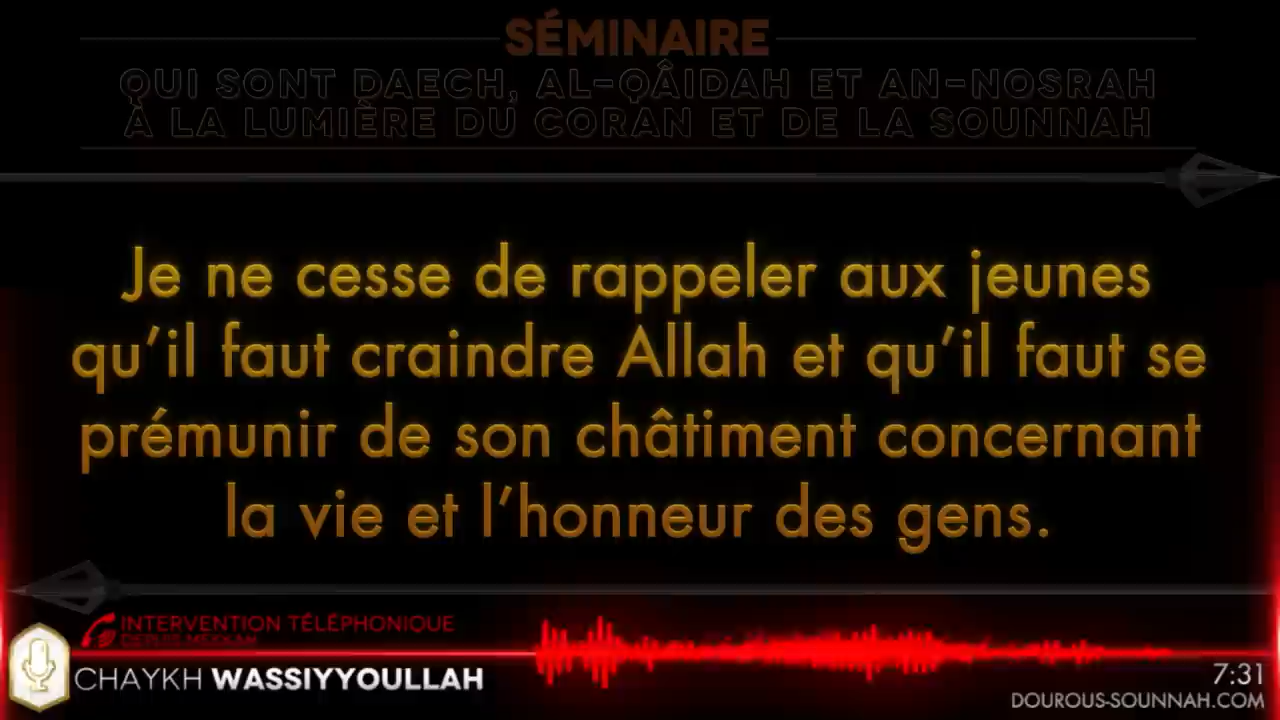 SÉMINAIRE
QUI SONT DAECH, AL-QÂIDAH ET AN-NOSRAH
À LA LUMIÈRE DU CORAN ET DE LA SOUNNAH
Je ne cesse de rappeler aux jeunes
qu'il faut craindre Allah et qu'il faut se
prémunir de son châtiment concernant
la vie et l'honneur des gens.
INTERVENTION TÉLÉPHONIQUE
DEPUIS MEKKAH
CHAYKH WASSIYYOULLAH
7:31
DOUROUS-SOUNNAH.COM